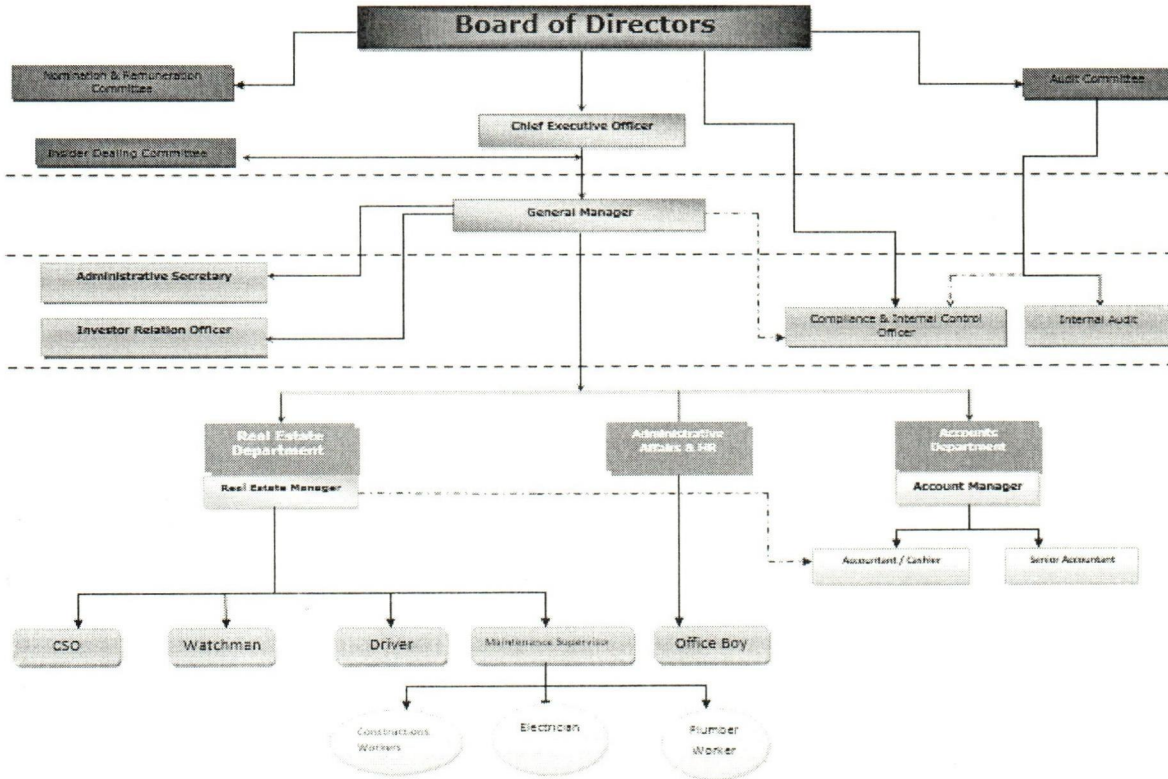 Board of Directors
Nomination & Remuneration
Committee
Audit Committee
Chief Executive Officer
Insider Dealing Committee
General Manager
Administrative Secretary
Investor Relation Officer
Compliance & Internal Control
Officer
Internal Audit
Real Estate
Department
Real Estate Manager
Administrative
Affairs & HR
Accounts
Department
Account Manager
Accountant / Cashier
Senior Accountant
CSO
Watchman
Driver
Maintenance Supervisor
Office Boy
Constructions
Workers
Electrician
Plumber
Worker